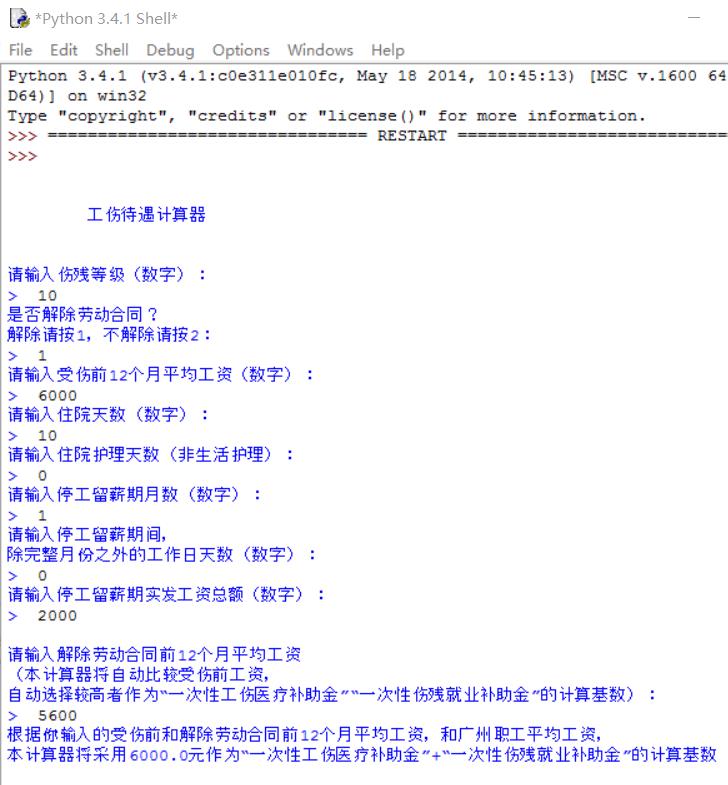 *Python 3.4.1 Shell*
File Edit Shell Debug Options Windows Help
Python 3.4.1 (v3.4.1:c0e311e010fc, May 18 2014, 10:45:13) [MSC v.1600 64
D64)] on win32
Type "copyright", "credits" or "license()" for more information.
>>> ================================ RESTART ===========================
>>>
工伤待遇计算器
请输入伤残等级（数字）：
> 10
是否解除劳动合同？
解除请按1，不解除请按2：
> 1
请输入受伤前12个月平均工资（数字）：
> 6000
请输入住院天数（数字）：
> 10
请输入住院护理天数（非生活护理）：
> 0
请输入停工留薪期月数（数字）：
> 1
请输入停工留薪期间，
除完整月份之外的工作日天数（数字）：
> 0
请输入停工留薪期实发工资总额（数字）：
> 2000
请输入解除劳动合同前12个月平均工资
（本计算器将自动比较受伤前工资，
自动选择较高者作为“一次性工伤医疗补助金”“一次性伤残就业补助金”的计算基数）：
> 5600
根据你输入的受伤前和解除劳动合同前12个月平均工资，和广州职工平均工资，
本计算器将采用6000.0元作为“一次性工伤医疗补助金”+“一次性伤残就业补助金”的计算基数